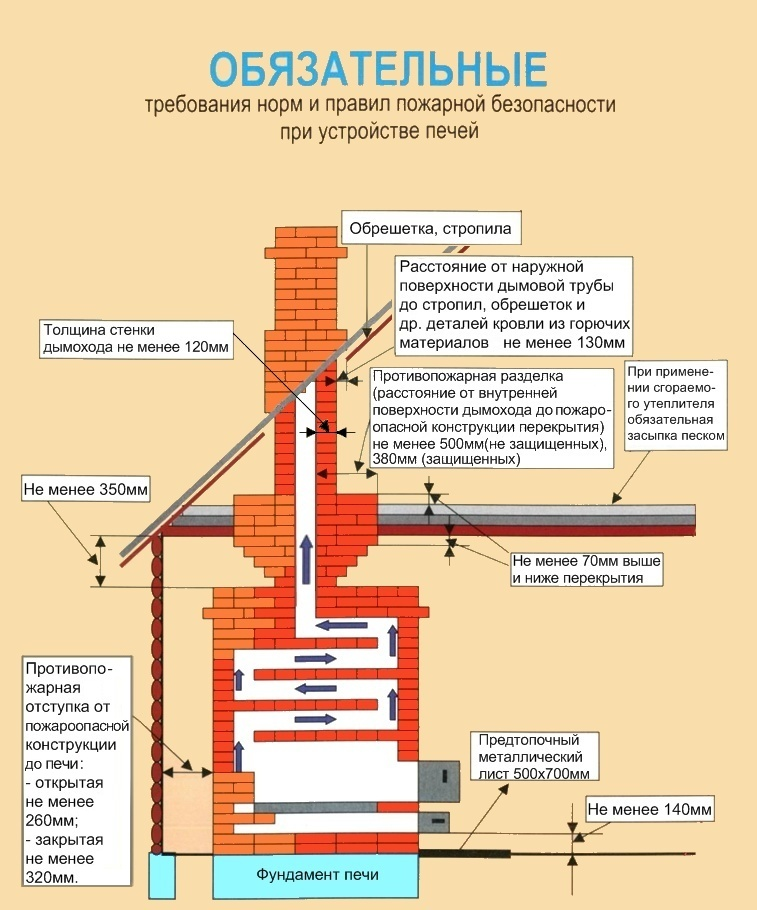 ОБЯЗАТЕЛЬНЫЕ
требования норм и правил пожарной безопасности
при устройстве печей
Обрешетка, стропила
Расстояние от наружной
поверхности дымовой трубы
до стропил, обрешеток и
др. деталей кровли из горючих
материалов не менее 130мм
Толщина стенки
дымохода не менее 120мм
Противопожарная разделка
(расстояние от внутренней
поверхности дымохода до пожаро-
опасной конструкции перекрытия)
не менее 500мм(не защищенных),
380мм (защищенных)
При примене-
нии сгораемо-
го утеплителя
обязательная
засыпка песком
Не менее 350мм
Не менее 70мм выше
и ниже перекрытия
Противопо-
жарная
отступка от
пожароопасной
конструкции
до печи:
- открытая
не менее
260мм;
- закрытая
не менее
320мм.
Предтопочный
металлический
лист 500х700мм
Не менее 140мм
Фундамент печи